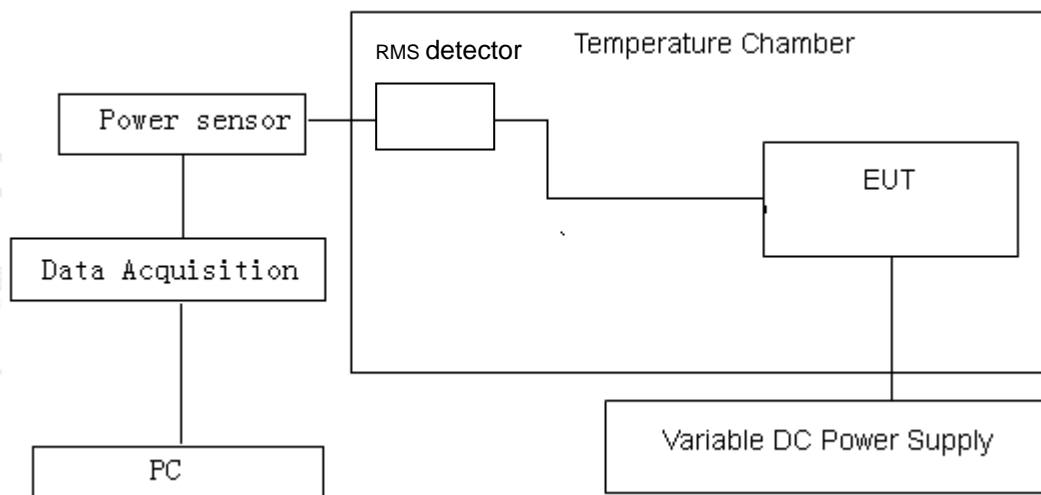 RMS detector
Temperature Chamber
Power sensor
EUT
Data Acquisition
Variable DC Power Supply
PC